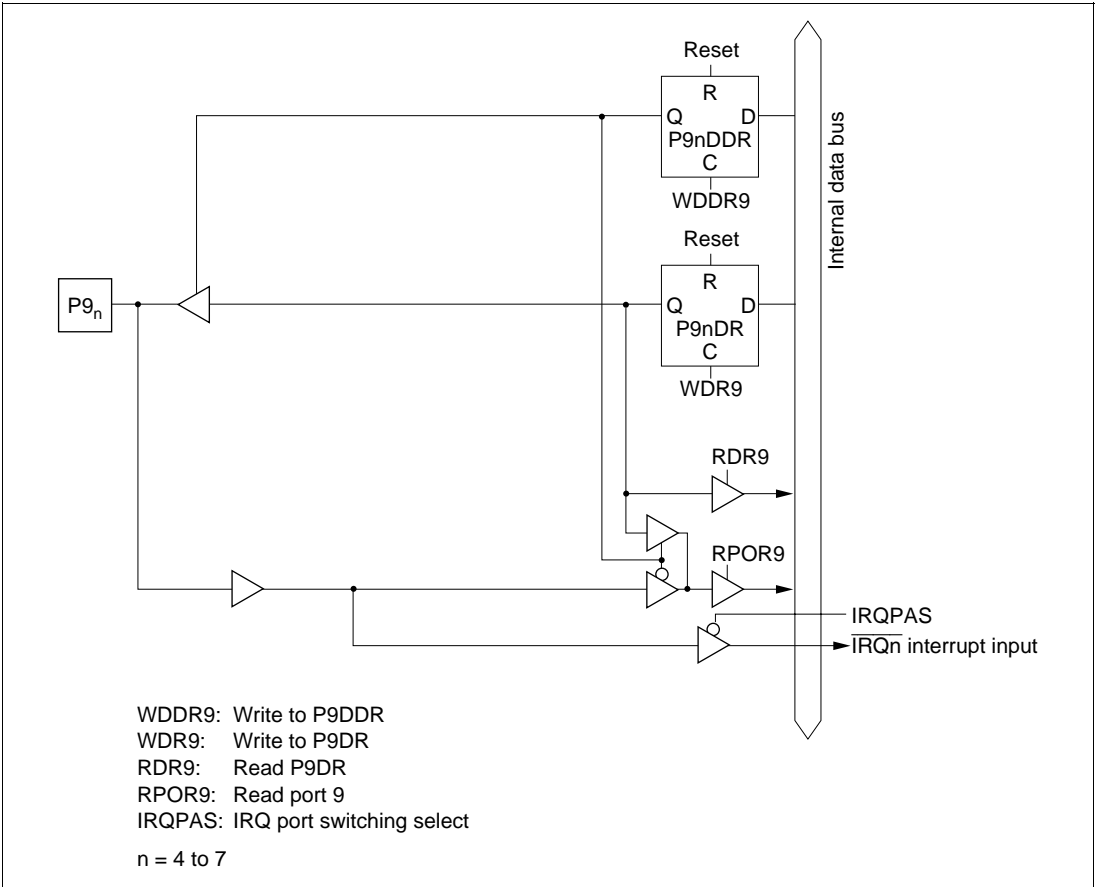 Reset
R
Q D
P9nDDR
C
WDDR9
Internal data bus
Reset
R
P9n
Q D
P9nDR
C
WDR9
RDR9
RPOR9
IRQPAS
IRQn interrupt input
WDDR9: Write to P9DDR
WDR9: Write to P9DR
RDR9: Read P9DR
RPOR9: Read port 9
IRQPAS: IRQ port switching select
n = 4 to 7